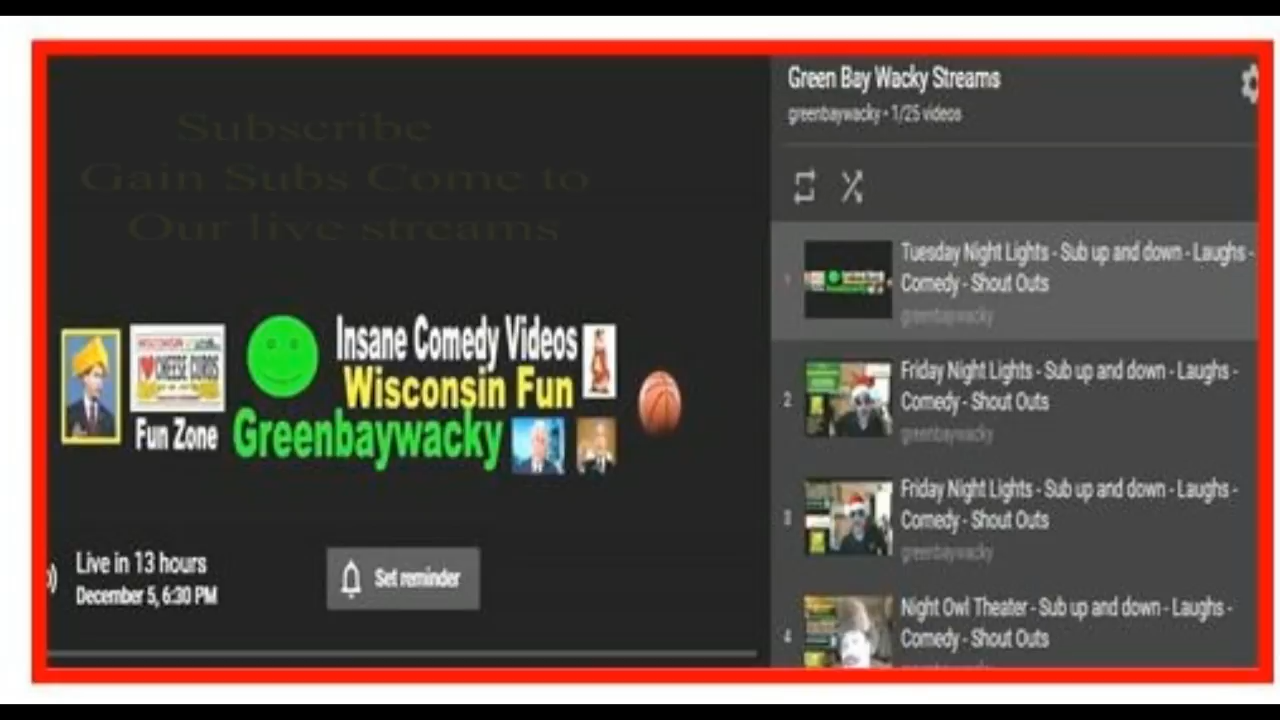 Subscribe
Gain Subs Come to
Our live streams
WISCONSIN
CHEESE CURDS
Fun Zone
Insane Comedy Videos
Wisconsin Fun
Greenbaywacky
Live in 13 hours
December 5, 6:30 PM
Set reminder
Green Bay Wacky Streams
greenbaywacky • 1/25 videos
Tuesday Night Lights - Sub up and down - Laughs -
Comedy - Shout Outs
greenbaywacky
2
Friday Night Lights - Sub up and down - Laughs -
Comedy - Shout Outs
greenbaywacky
3
Friday Night Lights - Sub up and down - Laughs -
Comedy - Shout Outs
greenbaywacky
4
Night Owl Theater - Sub up and down - Laughs -
Comedy - Shout Outs